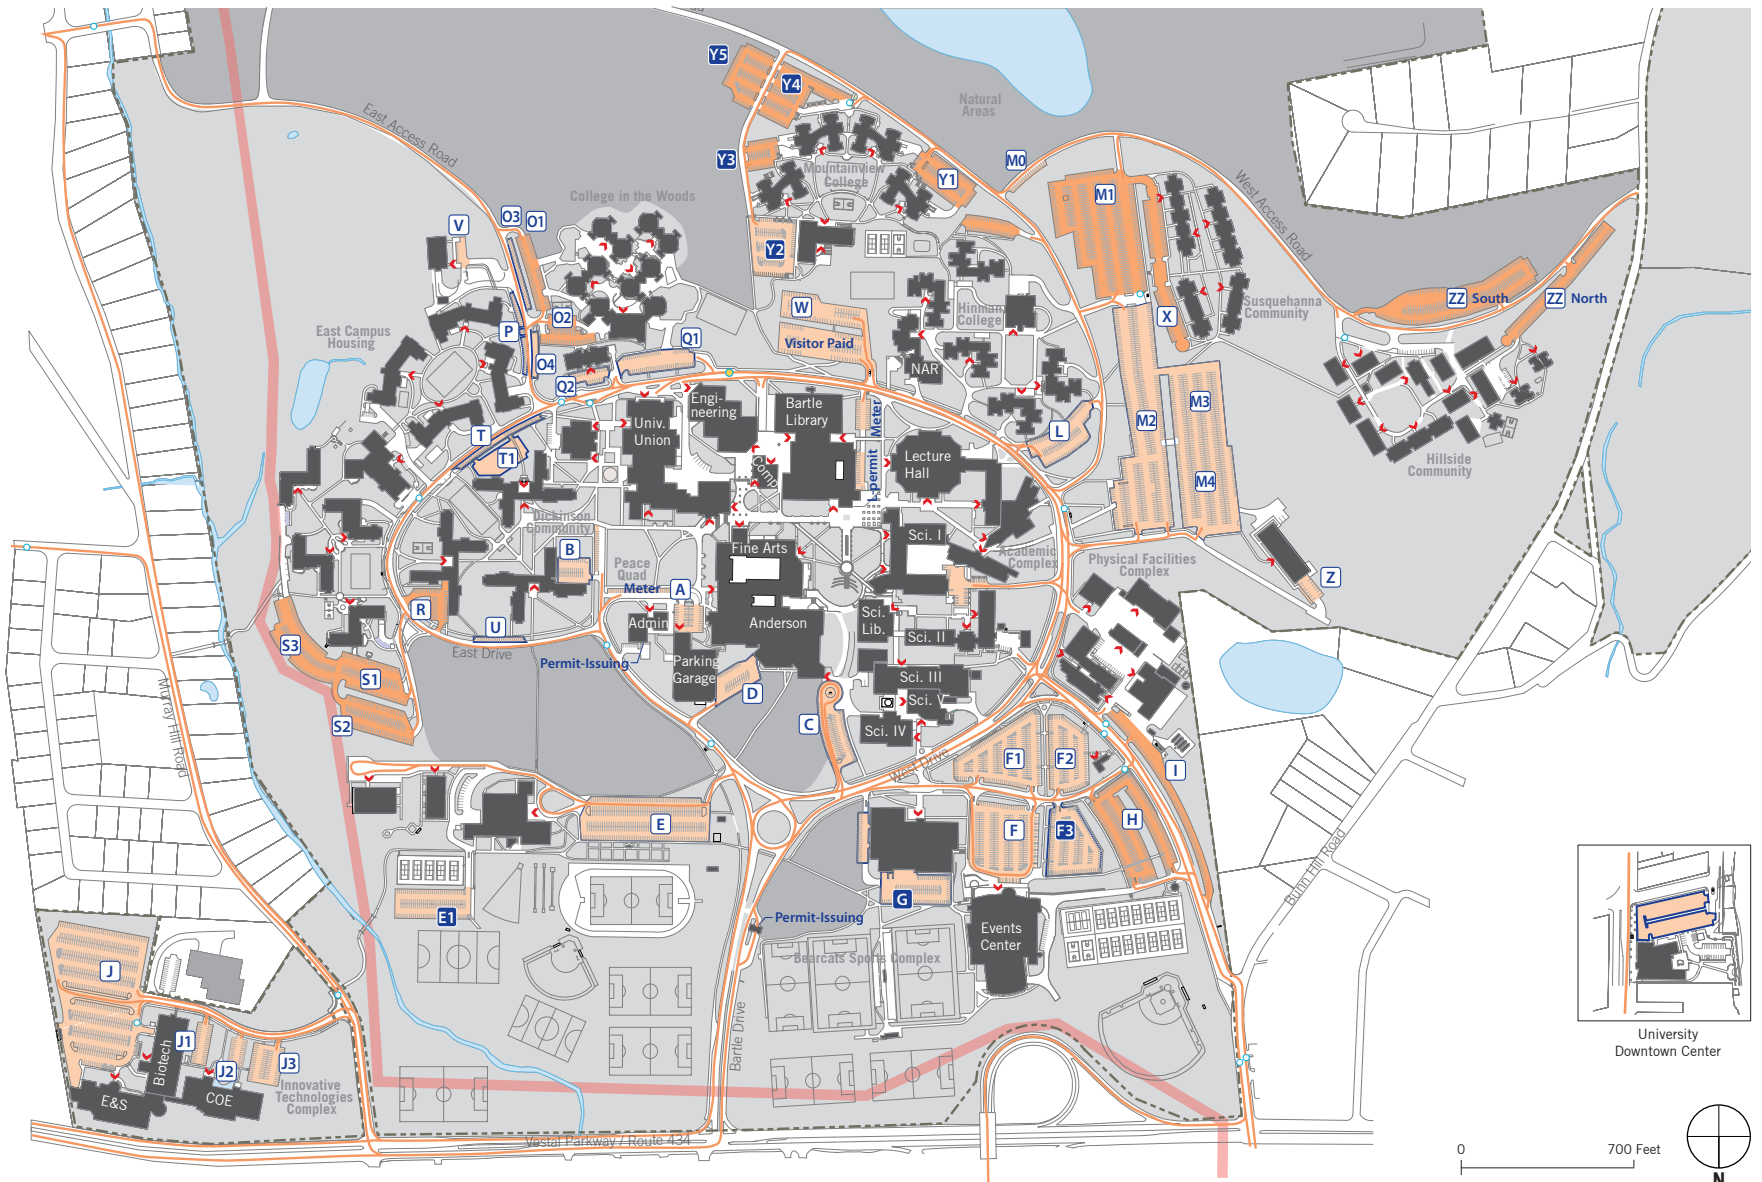 Y5
Y4
Natural
Areas
Y3
M0
East Access Road
Mountainview
College
Y1
M1
West Access Road
College in the Woods
O3
O1
V
Y2
ZZ South
ZZ North
Susquehanna
Community
W
Hinman
College
X
P
O2
East Campus
Housing
Visitor Paid
Q1
O4
NAR
Q2
Engi-
neering
Bartle
Library
Meter
M3
M2
Univ.
Union
T
L
T1
Comp.
Lecture
Hall
Hillside
Community
M4
permit
Dickinson
Community
Sci. I
Fine Arts
B
Academic
Complex
Physical Facilities
Complex
Peace
Quad
Z
Meter
A
R
Sci.
Lib.
U
Admin
Anderson
Sci. II
S3
East Drive
Permit-Issuing
Parking
Garage
S1
Sci. III
D
Sci. V
S2
C
Sci. IV
Murray Hill Road
F1
F2
I
West Drive
E
F
F3
H
Bunn Hill Road
G
E1
Permit-Issuing
Events
Center
Bearcats Sports Complex
J
Bartle Drive
University
Downtown Center
J1
Biotech
J3
J2
Innovative
Technologies
Complex
E&S
COE
Vestal Parkway / Route 434
0
700 Feet
N